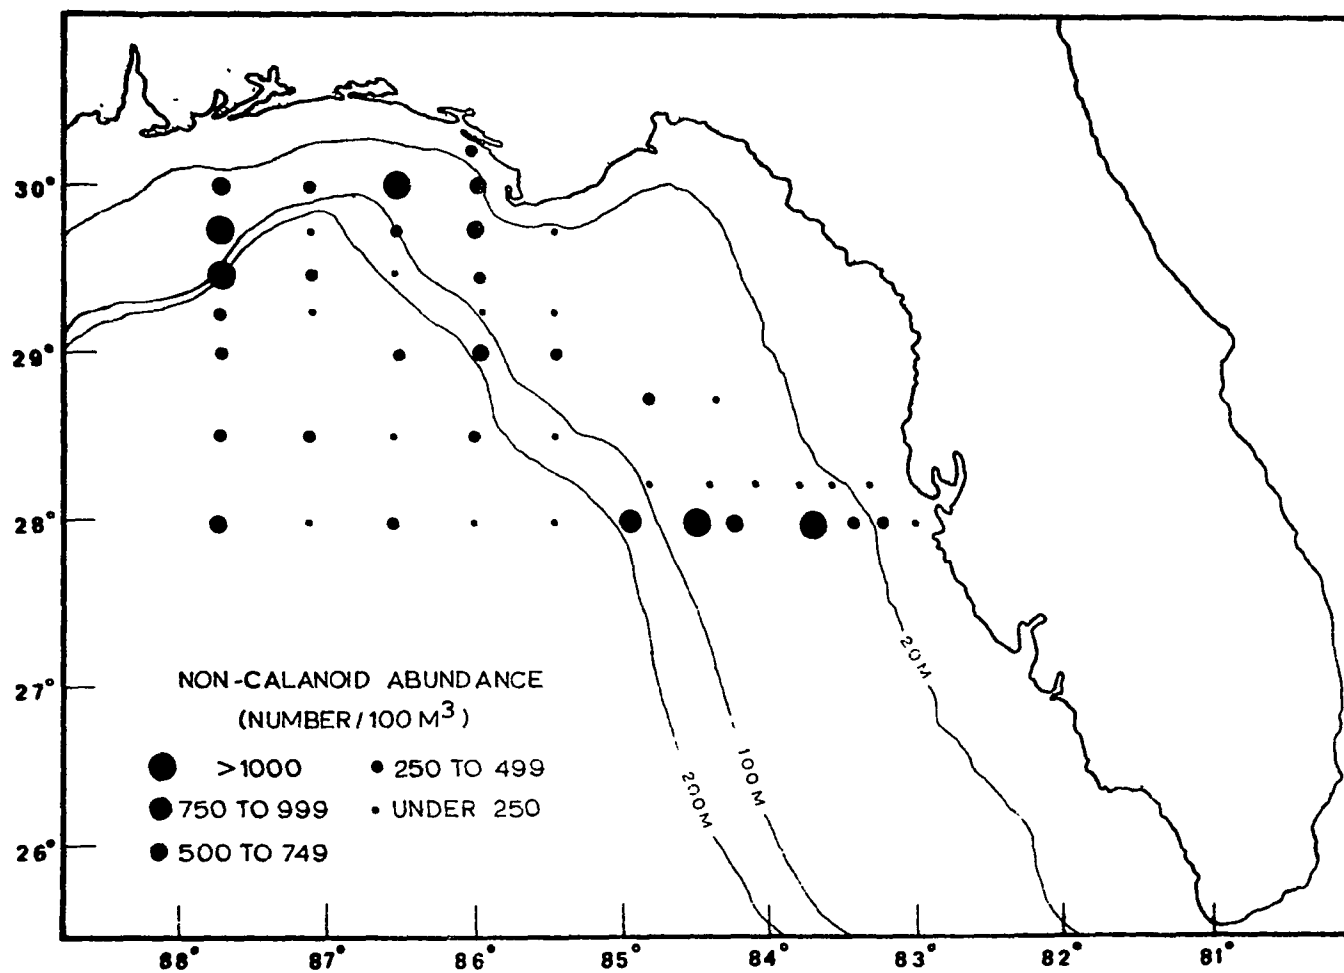 30°
29°
28°
27°
26°
NON-CALANOID ABUNDANCE
(NUMBER/100 M³)
>1000
250 TO 499
750 TO 999
UNDER 250
500 TO 749
20M
100M
200M
88° 87° 86° 85° 84° 83° 82° 81°